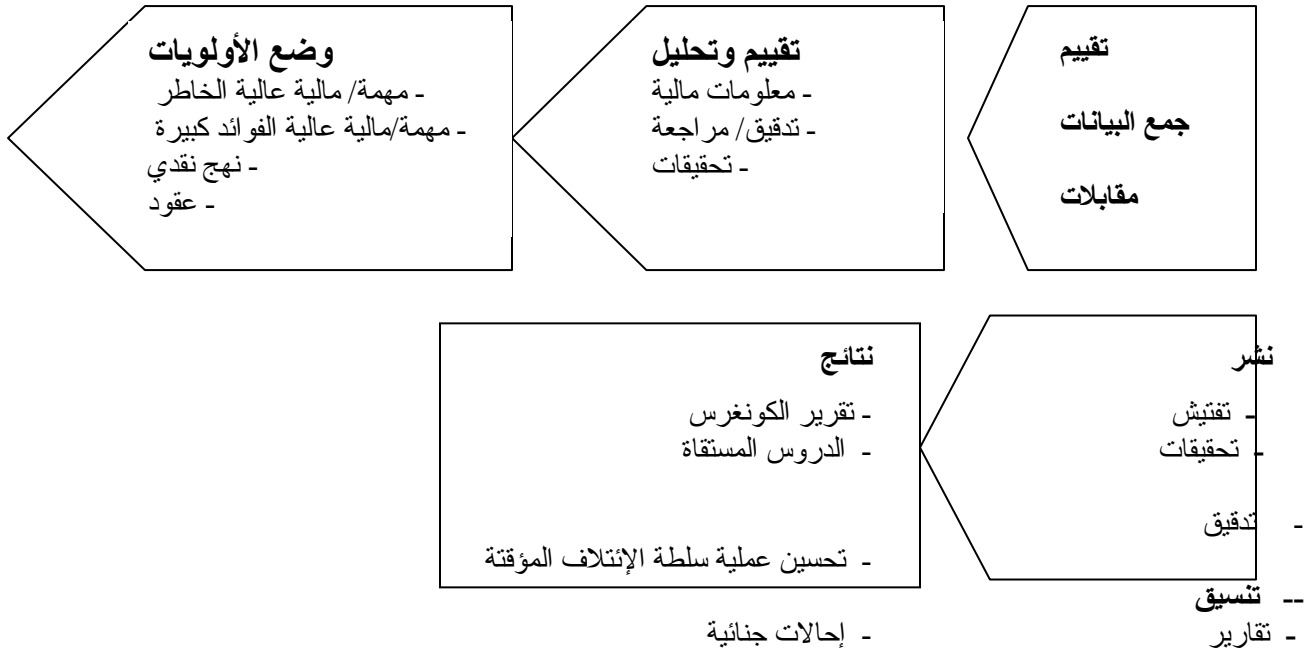 تقييم
جمع البيانات
مقابلات
تقييم وتحليل
- معلومات مالية
- تدقيق/ مراجعة
- تحقيقات
وضع الأولويات
- مهمة/ مالية عالية الخاطر
- مهمة/مالية عالية الفوائد كبيرة
- نهج نقدي
- عقود
نشر
- تفتيش
- تحقيقات
- تدقيق
-- تنسيق
- تقارير
نتائج
- تقرير الكونغرس
- الدروس المستقاة
- تحسين عملية سلطة الإئتلاف المؤقتة
- إحالات جنائية